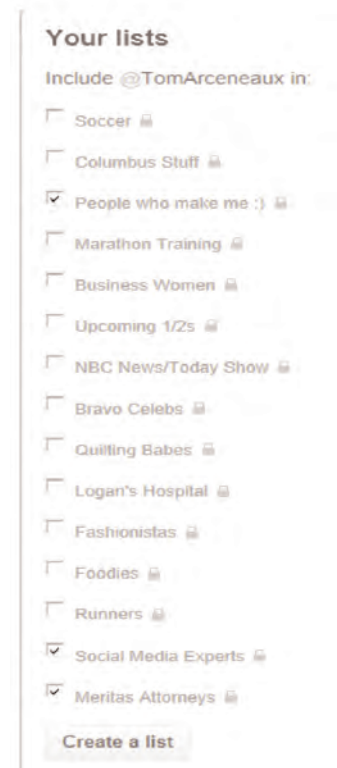 Your lists
Include @TomArceneaux in:
Soccer
Columbus Stuff
People who make me :)
Marathon Training
Business Women
Upcoming 1/2s
NBC News/Today Show
Bravo Celebs
Quilting Babes
Logan's Hospital
Fashionistas
Foodies
Runners
Social Media Experts
Meritas Attorneys
Create a list